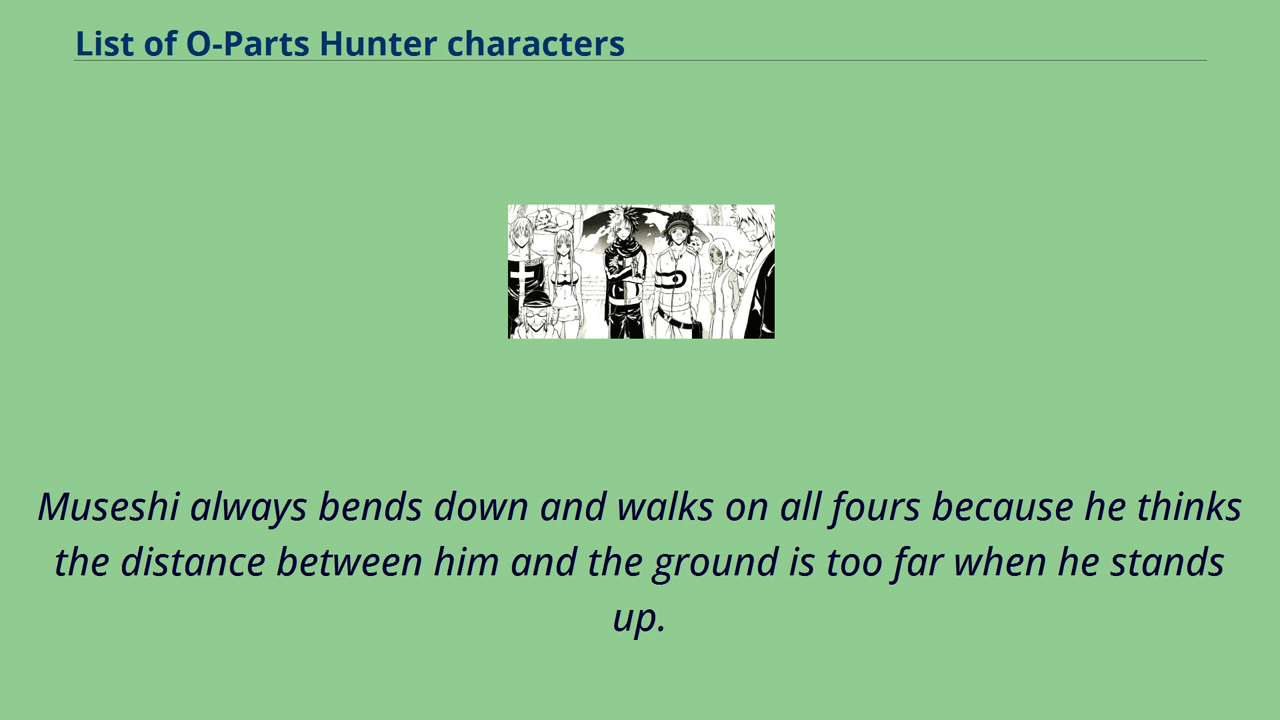 List of O-Parts Hunter characters
Museshi always bends down and walks on all fours because he thinks
the distance between him and the ground is too far when he stands
up.